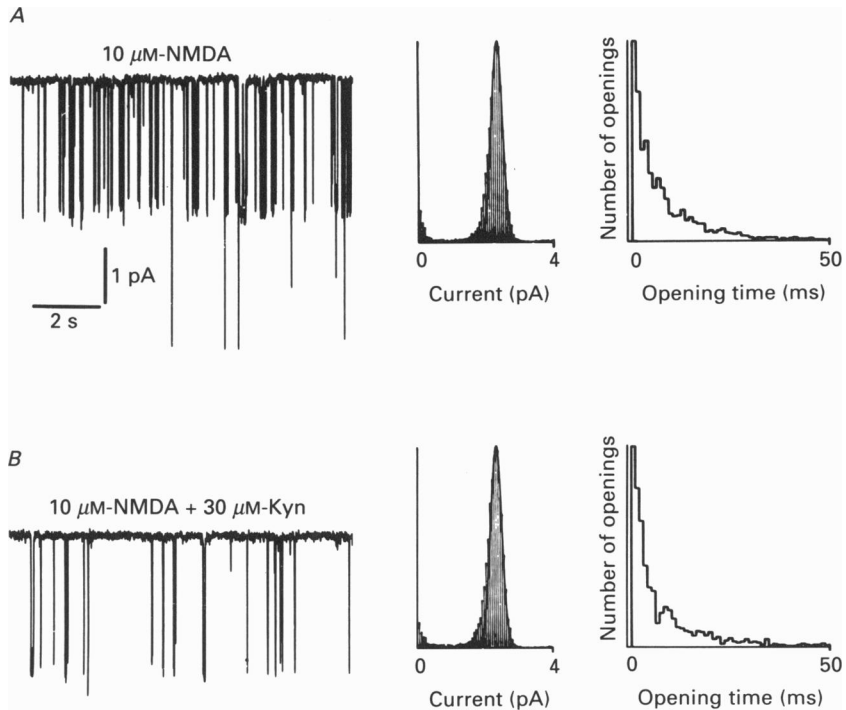 A
10 μM-NMDA
1 pA
2 s
0
4
Current (pA)
Number of openings
0
50
Opening time (ms)
B
10 μM-NMDA + 30 μM-Kyn
0
4
Current (pA)
Number of openings
0
50
Opening time (ms)